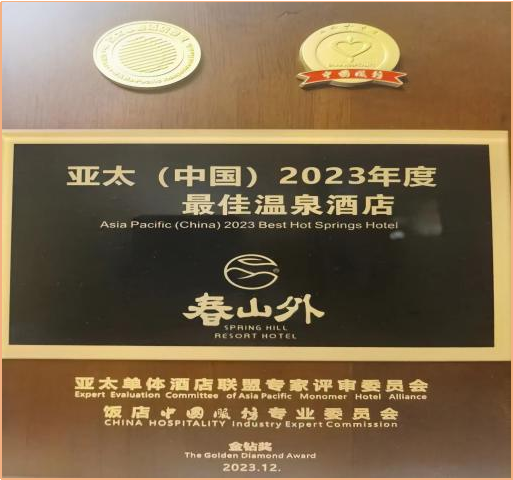 中国服务
亚太（中国）2023年度
最佳温泉酒店
Asia Pacific (China) 2023 Best Hot Springs Hotel
春山外
SPRING HILL
RESORT HOTEL
亚太单体酒店联盟专家评审委员会
Expert Evaluation Committee of Asia Pacific Monomer Hotel Alliance
饭店中国服务专业委员会
CHINA HOSPITALITY Industry Expert Commission
金钻奖
The Golden Diamond Award
2023.12.